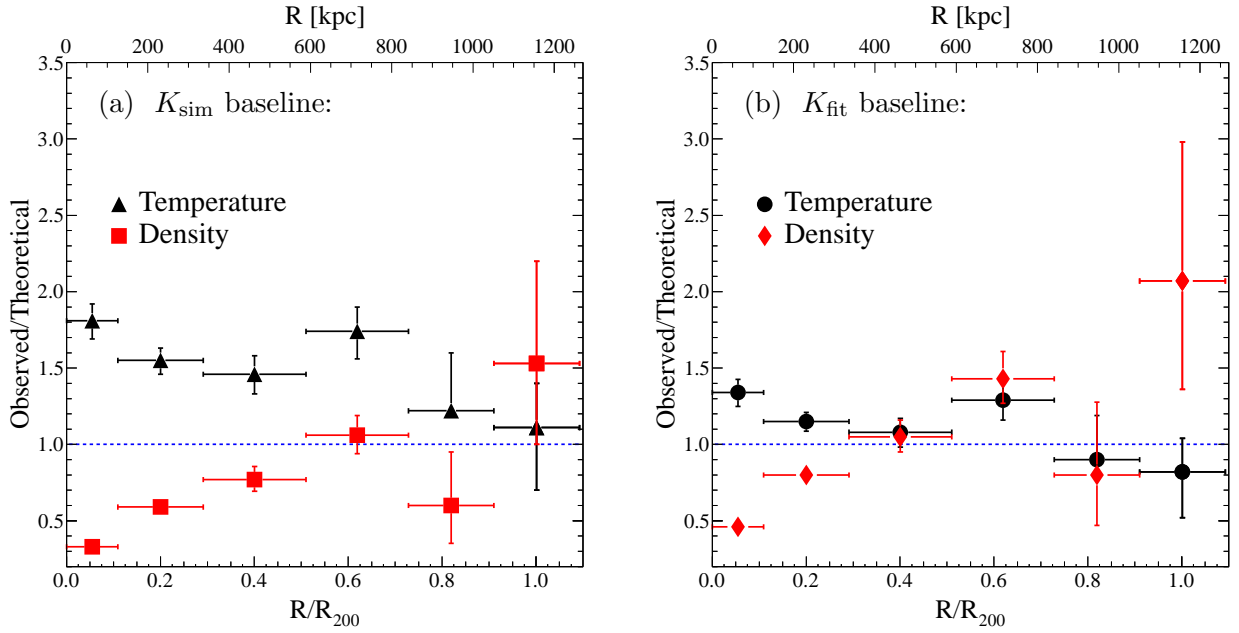 R [kpc]
0 200 400 600 800 1000 1200
3.5
3.0
2.5
2.0
1.5
1.0
0.5
Observed/Theoretical
(a) K_sim baseline:
Temperature
Density
0.0 0.2 0.4 0.6 0.8 1.0
R/R_200
R [kpc]
0 200 400 600 800 1000 1200
3.5
3.0
2.5
2.0
1.5
1.0
0.5
Observed/Theoretical
(b) K_fit baseline:
Temperature
Density
0.0 0.2 0.4 0.6 0.8 1.0
R/R_200